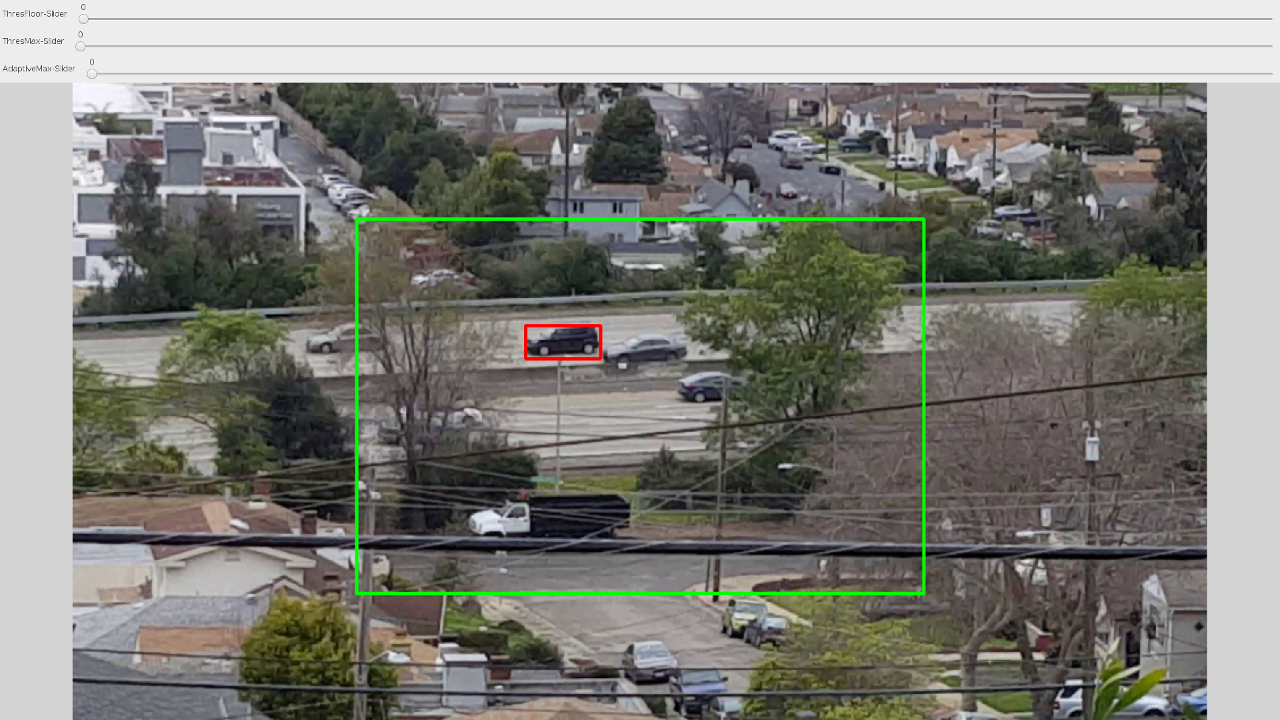 ThresFloor-Slider
0
ThresMax-Slider
0
AdaptiveMax-Slider
0